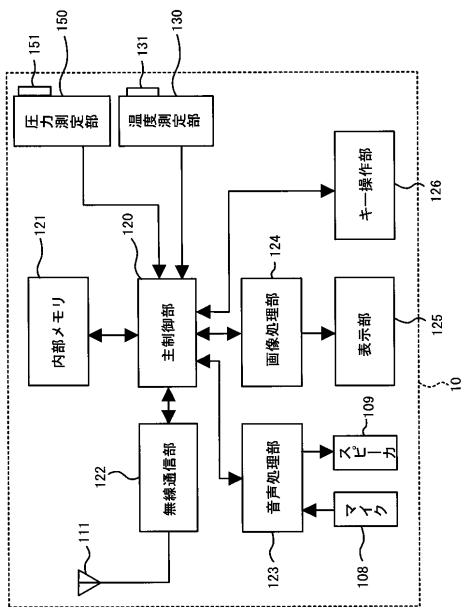 151
150
圧力測定部
131
130
温度測定部
121
内部メモリ
120
主制御部
126
キー操作部
124
画像処理部
125
表示部
122
無線通信部
111
123
音声処理部
109
スピーカ
108
マイク
10